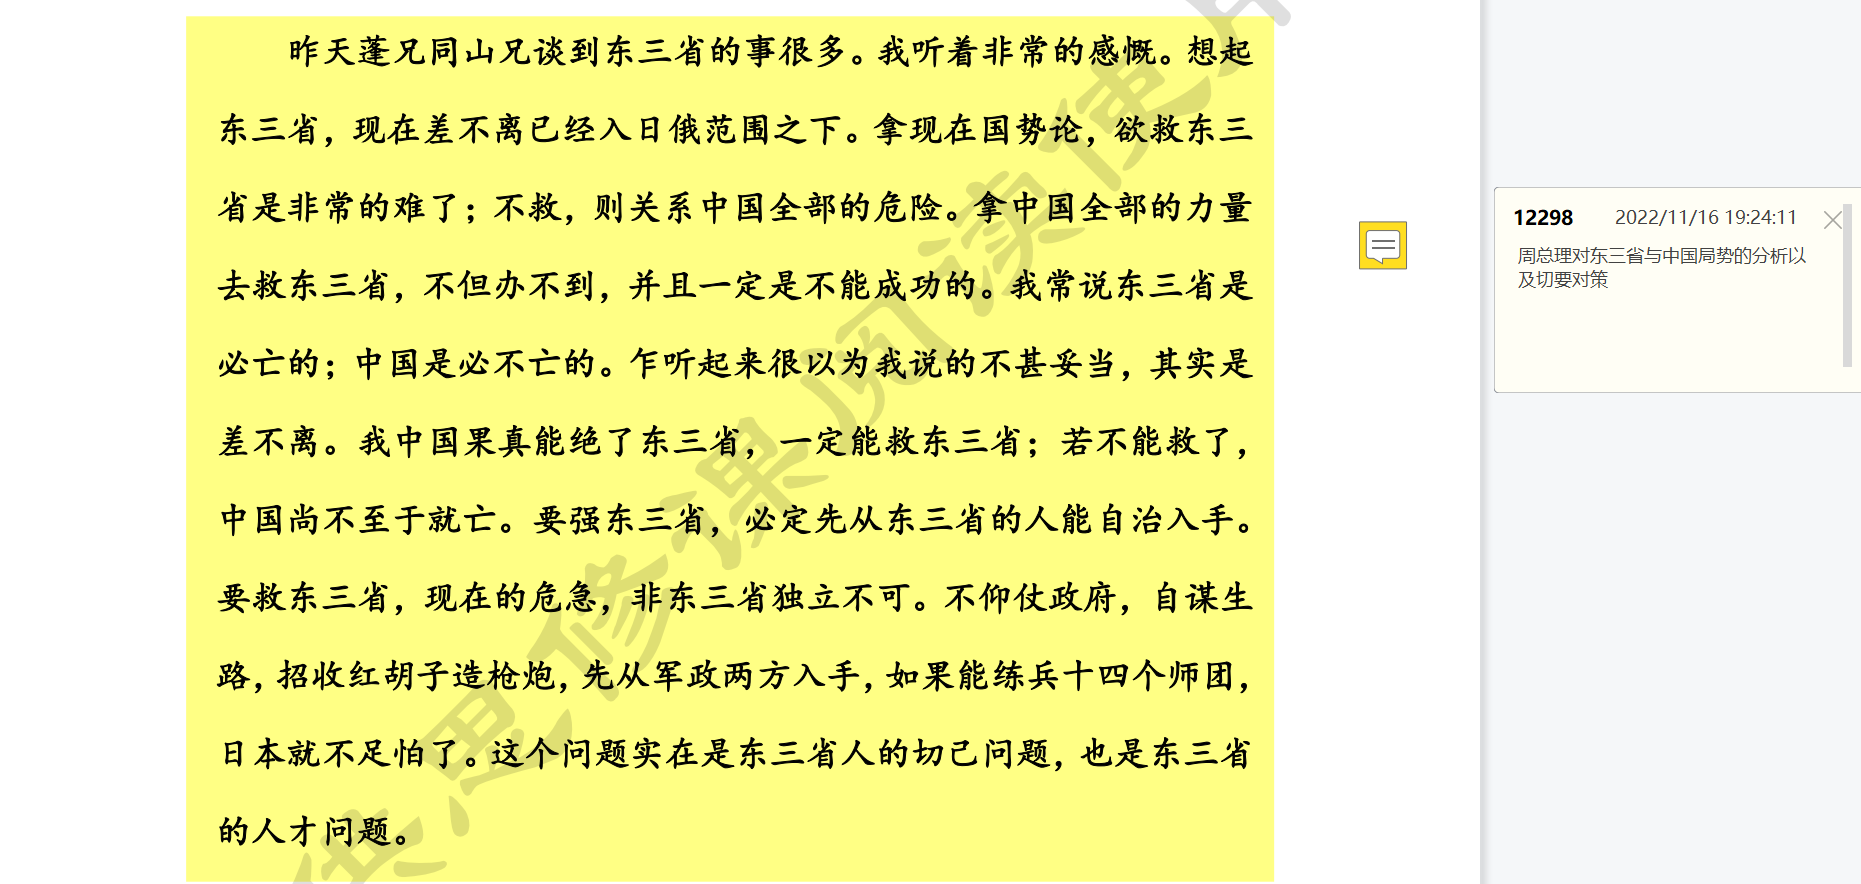 昨天蓬兄同山兄谈到东三省的事很多。我听着非常的感慨。想起
东三省，现在差不离已经入日俄范围之下。拿现在国势论，欲救东三
省是非常的难了；不救，则关系中国全部的危险。拿中国全部的力量
去救东三省，不但办不到，并且一定是不能成功的。我常说东三省是
必亡的；中国是必不亡的。乍听起来很以为我说的不甚妥当，其实是
差不离。我中国果真能绝了东三省，一定能救东三省；若不能救了，
中国尚不至于就亡。要强东三省，必定先从东三省的人能自治入手。
要救东三省，现在的危急，非东三省独立不可。不仰仗政府，自谋生
路，招收红胡子造枪炮，先从军政两方入手，如果能练兵十四个师团，
日本就不足怕了。这个问题实在是东三省人的切己问题，也是东三省
的人才问题。
供思修课阅读使用
12298 2022/11/16 19:24:11
周总理对东三省与中国局势的分析以
及切要对策